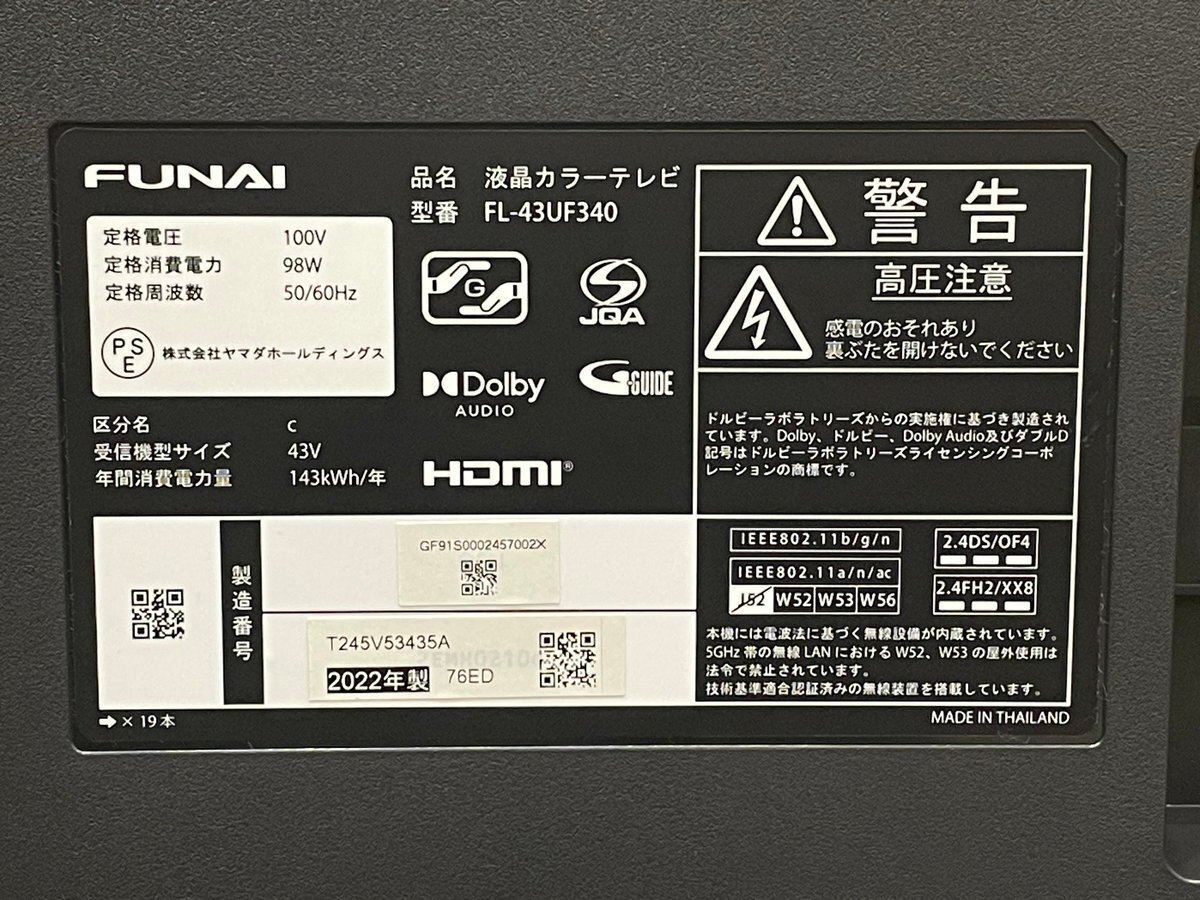 FUNAI
定格電圧 100V
定格消費電力 98W
定格周波数 50/60Hz
PSE 株式会社ヤマダホールディングス
区分名 C
受信機型サイズ 43V
年間消費電力量 143kWh/年
品名 液晶カラーテレビ
型番 FL-43UF340
G
JQA
Dolby
AUDIO
G-GUIDE
HDMI®
警告
高圧注意
感電のおそれあり
裏ぶたを開けないでください
ドルビーラボラトリーズからの実施権に基づき製造され
ています。Dolby、ドルビー、Dolby Audio及びダブルD
記号はドルビーラボラトリーズライセンシングコーポ
レーションの商標です。
製造番号
GF91S0002457002X
T245V53435A
2022年製 76ED
× 19本
IEEE802.11b/g/n
IEEE802.11a/n/ac
J52 W52 W53 W56
2.4DS/OF4
2.4FH2/XX8
本機には電波法に基づく無線設備が内蔵されています。
5GHz 帯の無線 LAN における W52、W53 の屋外使用は
法令で禁止されています。
技術基準適合認証済みの無線装置を搭載しています。
MADE IN THAILAND